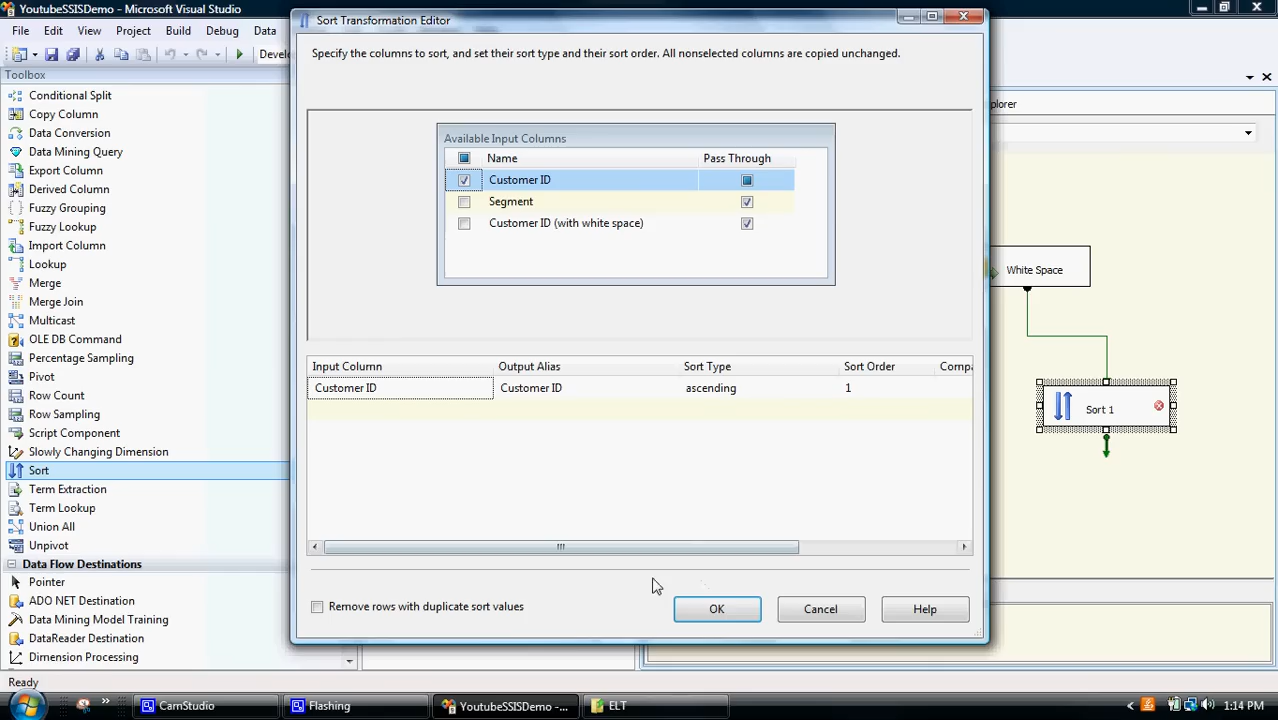 YoutubeSSISDemo - Microsoft Visual Studio
File Edit View Project Build Debug Data
Develo
Toolbox
Conditional Split
Copy Column
Data Conversion
Data Mining Query
Export Column
Derived Column
Fuzzy Grouping
Fuzzy Lookup
Import Column
Lookup
Merge
Merge Join
Multicast
OLE DB Command
Percentage Sampling
Pivot
Row Count
Row Sampling
Script Component
Slowly Changing Dimension
Sort
Term Extraction
Term Lookup
Union All
Unpivot
Data Flow Destinations
Pointer
ADO NET Destination
Data Mining Model Training
DataReader Destination
Dimension Processing
Ready
Sort Transformation Editor
Specify the columns to sort, and set their sort type and their sort order. All nonselected columns are copied unchanged.
Available Input Columns
Name Pass Through
Customer ID
Segment
Customer ID (with white space)
Input Column Output Alias Sort Type Sort Order Compa
Customer ID Customer ID ascending 1
Remove rows with duplicate sort values
OK Cancel Help
plorer
White Space
Sort 1
CamStudio Flashing YoutubeSSISDemo -... ELT 1:14 PM